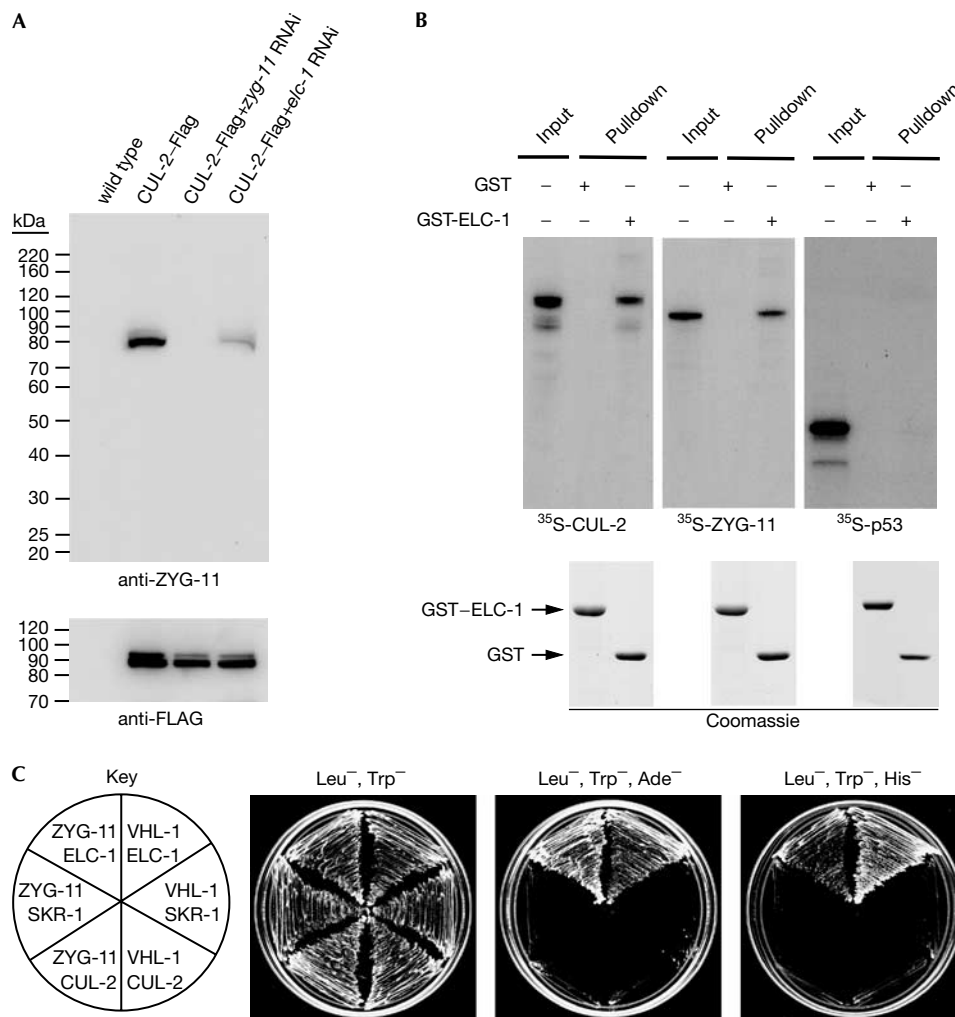 A
wild type
CUL-2–Flag
CUL-2–Flag+zyg-11 RNAi
CUL-2–Flag+elc-1 RNAi
kDa
220
160
120
100
90
80
70
60
50
40
30
25
20
anti-ZYG-11
120
100
90
80
70
anti-FLAG
B
Input Pulldown Input Pulldown Input Pulldown
GST – + – – + – – + –
GST-ELC-1 – – + – – + – – +
35S-CUL-2 35S-ZYG-11 35S-p53
GST–ELC-1
GST
Coomassie
C
Key
ZYG-11 VHL-1
ELC-1 ELC-1
ZYG-11 VHL-1
SKR-1 SKR-1
ZYG-11 VHL-1
CUL-2 CUL-2
Leu–, Trp–
Leu–, Trp–, Ade–
Leu–, Trp–, His–